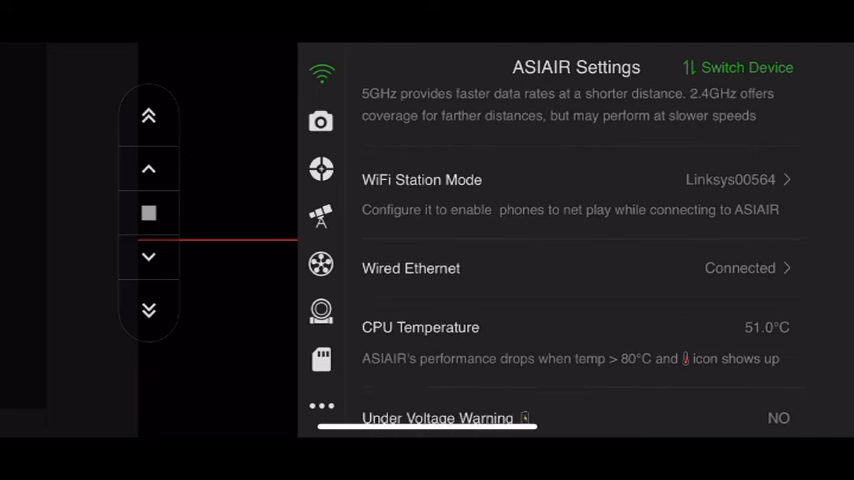 ASIAIR Settings
Switch Device
5GHz provides faster data rates at a shorter distance. 2.4GHz offers
coverage for farther distances, but may perform at slower speeds
WiFi Station Mode Linksys00564
Configure it to enable phones to net play while connecting to ASIAIR
Wired Ethernet Connected
CPU Temperature 51.0°C
ASIAIR's performance drops when temp > 80°C and icon shows up
Under Voltage Warning NO